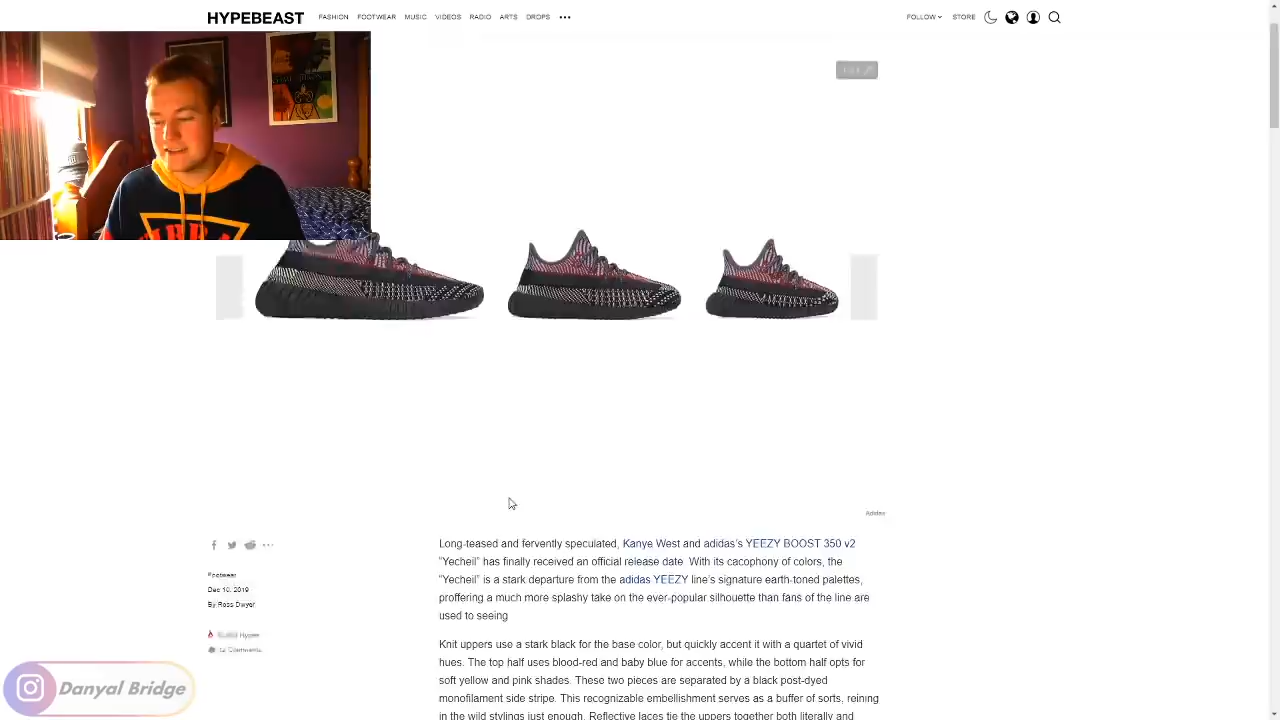 HYPEBEAST FASHION FOOTWEAR MUSIC VIDEOS RADIO ARTS DROPS ••• FOLLOW STORE
Adidas
Long-teased and fervently speculated, Kanye West and adidas's YEEZY BOOST 350 v2
"Yecheil" has finally received an official release date With its cacophony of colors, the
"Yecheil" is a stark departure from the adidas YEEZY line's signature earth-toned palettes,
proffering a much more splashy take on the ever-popular silhouette than fans of the line are
used to seeing
Knit uppers use a stark black for the base color, but quickly accent it with a quartet of vivid
hues. The top half uses blood-red and baby blue for accents, while the bottom half opts for
soft yellow and pink shades. These two pieces are separated by a black post-dyed
monofilament side stripe. This recognizable embellishment serves as a buffer of sorts, reining
in the wild stylings just enough. Reflective laces tie the uppers together both literally and
Footwear
Dec 10, 2019
By Ross Dwyer
Hypes
12 Comments
Danyal Bridge